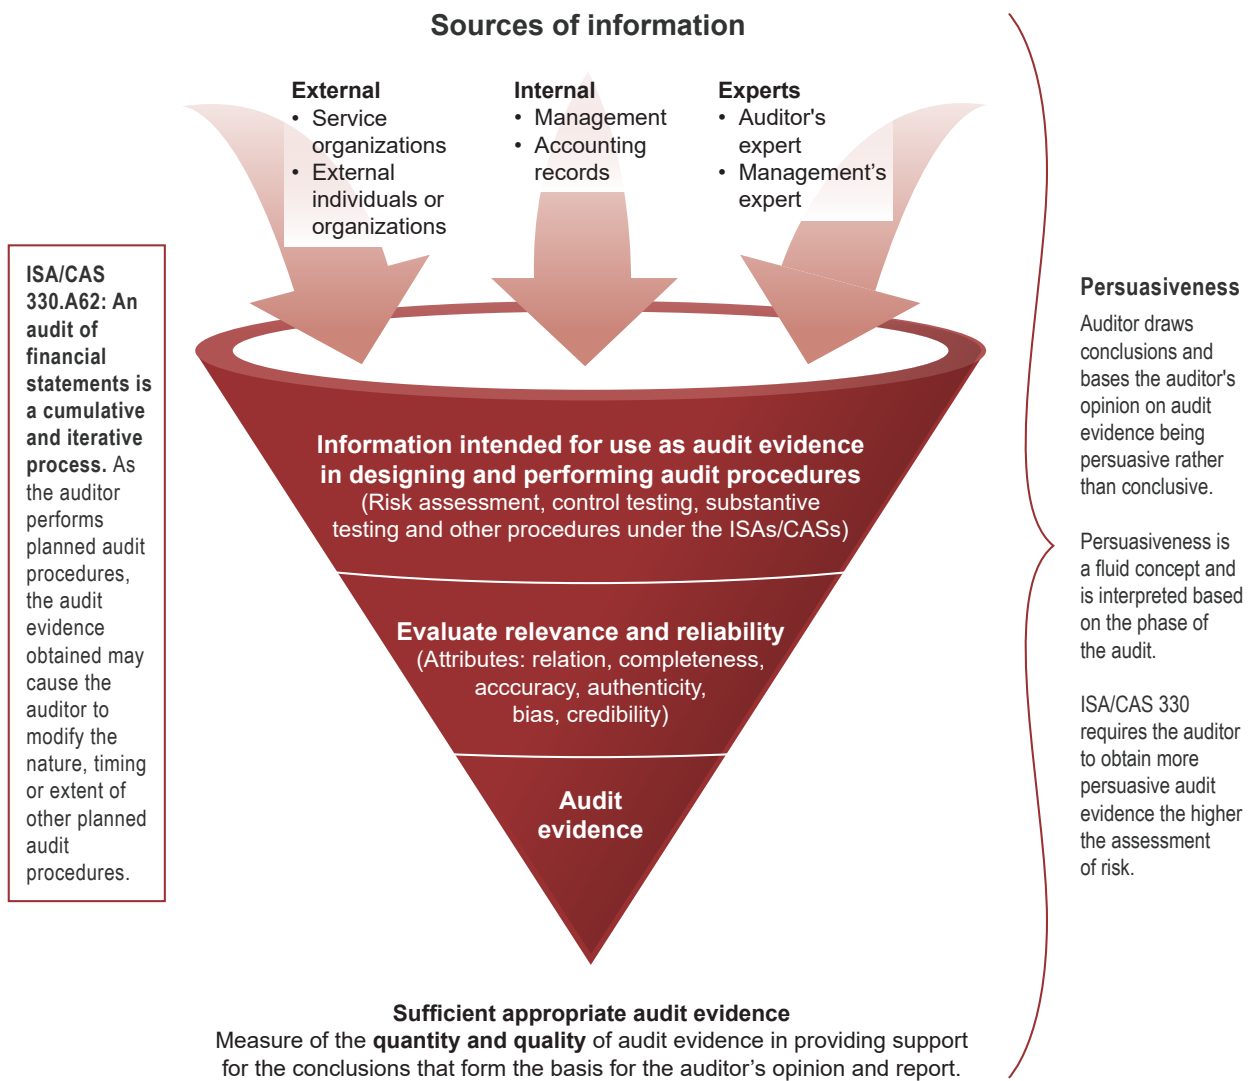 Sources of information
External
• Service
organizations
• External
individuals or
organizations
Internal
• Management
• Accounting
records
Experts
• Auditor's
expert
• Management’s
expert
ISA/CAS
330.A62: An
audit of
financial
statements is
a cumulative
and iterative
process. As
the auditor
performs
planned audit
procedures,
the audit
evidence
obtained may
cause the
auditor to
modify the
nature, timing
or extent of
other planned
audit
procedures.
Information intended for use as audit evidence
in designing and performing audit procedures
(Risk assessment, control testing, substantive
testing and other procedures under the ISAs/CASs)
Evaluate relevance and reliability
(Attributes: relation, completeness,
acccuracy, authenticity,
bias, credibility)
Audit
evidence
Persuasiveness
Auditor draws
conclusions and
bases the auditor's
opinion on audit
evidence being
persuasive rather
than conclusive.
Persuasiveness is
a fluid concept and
is interpreted based
on the phase of
the audit.
ISA/CAS 330
requires the auditor
to obtain more
persuasive audit
evidence the higher
the assessment
of risk.
Sufficient appropriate audit evidence
Measure of the quantity and quality of audit evidence in providing support
for the conclusions that form the basis for the auditor’s opinion and report.